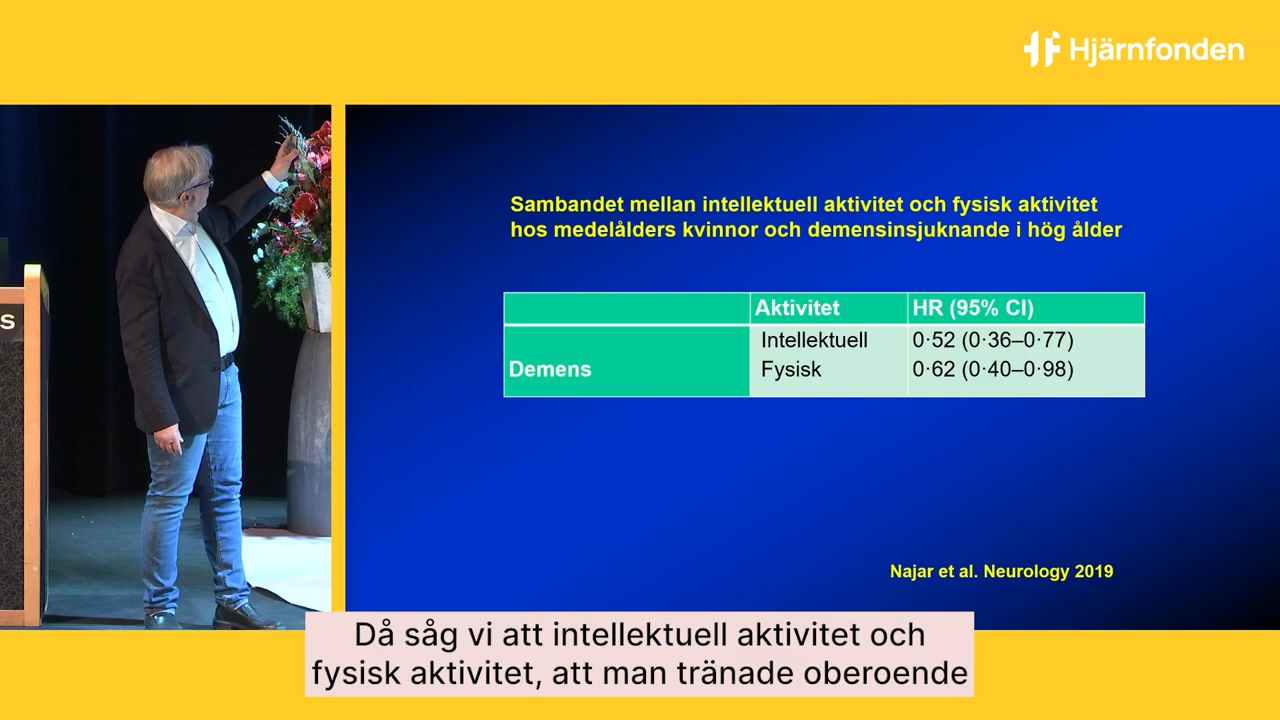 Hjärnfonden
S
Sambandet mellan intellektuell aktivitet och fysisk aktivitet
hos medelålders kvinnor och demensinsjuknande i hög ålder
Aktivitet HR (95% CI)
Demens
Intellektuell 0·52 (0·36–0·77)
Fysisk 0·62 (0·40–0·98)
Najar et al. Neurology 2019
Då såg vi att intellektuell aktivitet och
fysisk aktivitet, att man tränade oberoende